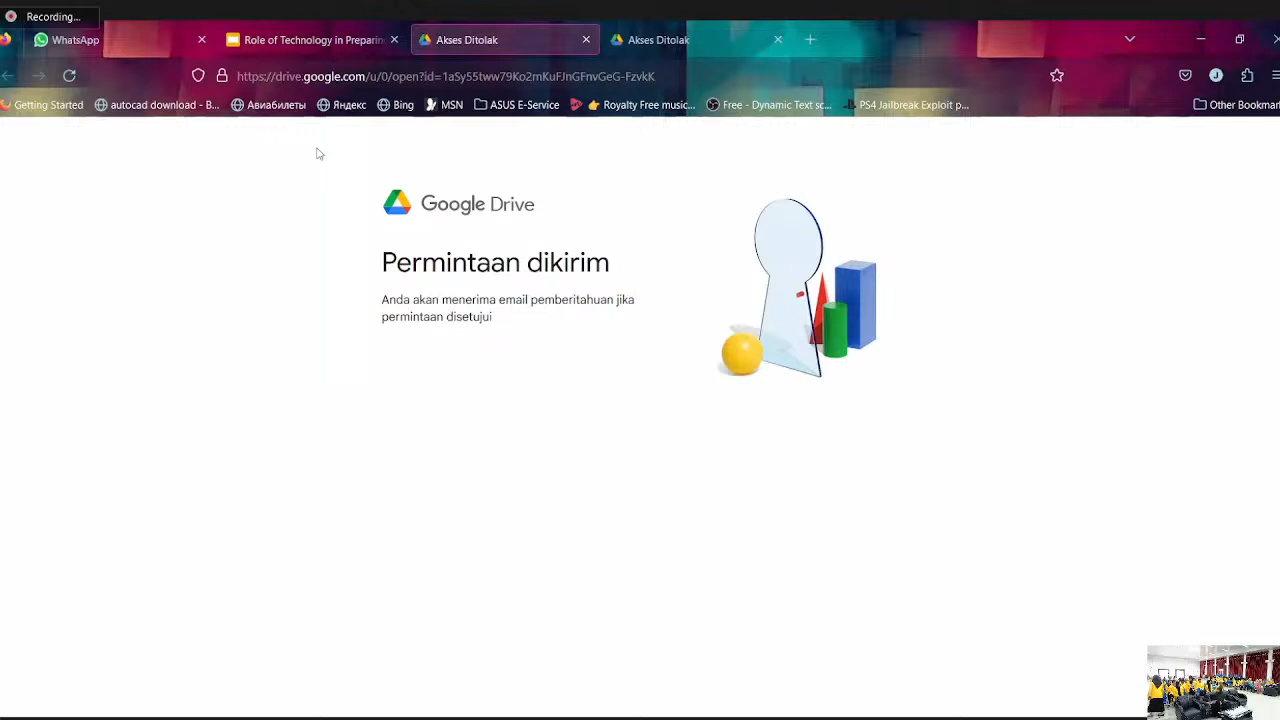 Recording...
WhatsApp
Role of Technology in Preparin
Akses Ditolak
Akses Ditolak
https://drive.google.com/u/0/open?id=1aSy55tww79Ko2mKuFJnGFnvGeG-FzvkK
Getting Started
autocad download - B...
Авиабилеты
Яндекс
Bing
MSN
ASUS E-Service
Royalty Free music...
Free - Dynamic Text sc...
PS4 Jailbreak Exploit p...
Other Bookmar
Google Drive
Permintaan dikirim
Anda akan menerima email pemberitahuan jika
permintaan disetujui